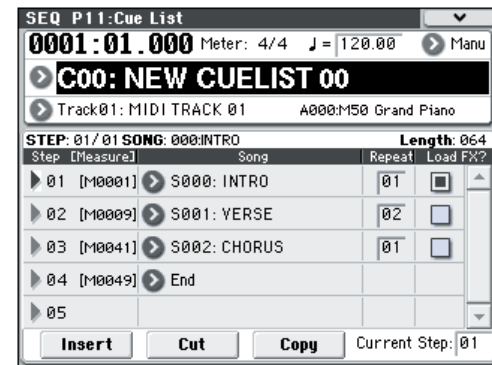 SEQ P11:Cue List
0001:01.000 Meter: 4/4 ♩= 120.00 Manu
C00: NEW CUELIST 00
Track01: MIDI TRACK 01 A000:M50 Grand Piano
STEP: 01/01 SONG: 000:INTRO Length: 064
Step [Measure] Song Repeat Load FX?
01 [M0001] S000: INTRO 01
02 [M0009] S001: VERSE 02
03 [M0041] S002: CHORUS 01
04 [M0049] End
05
Insert Cut Copy Current Step: 01